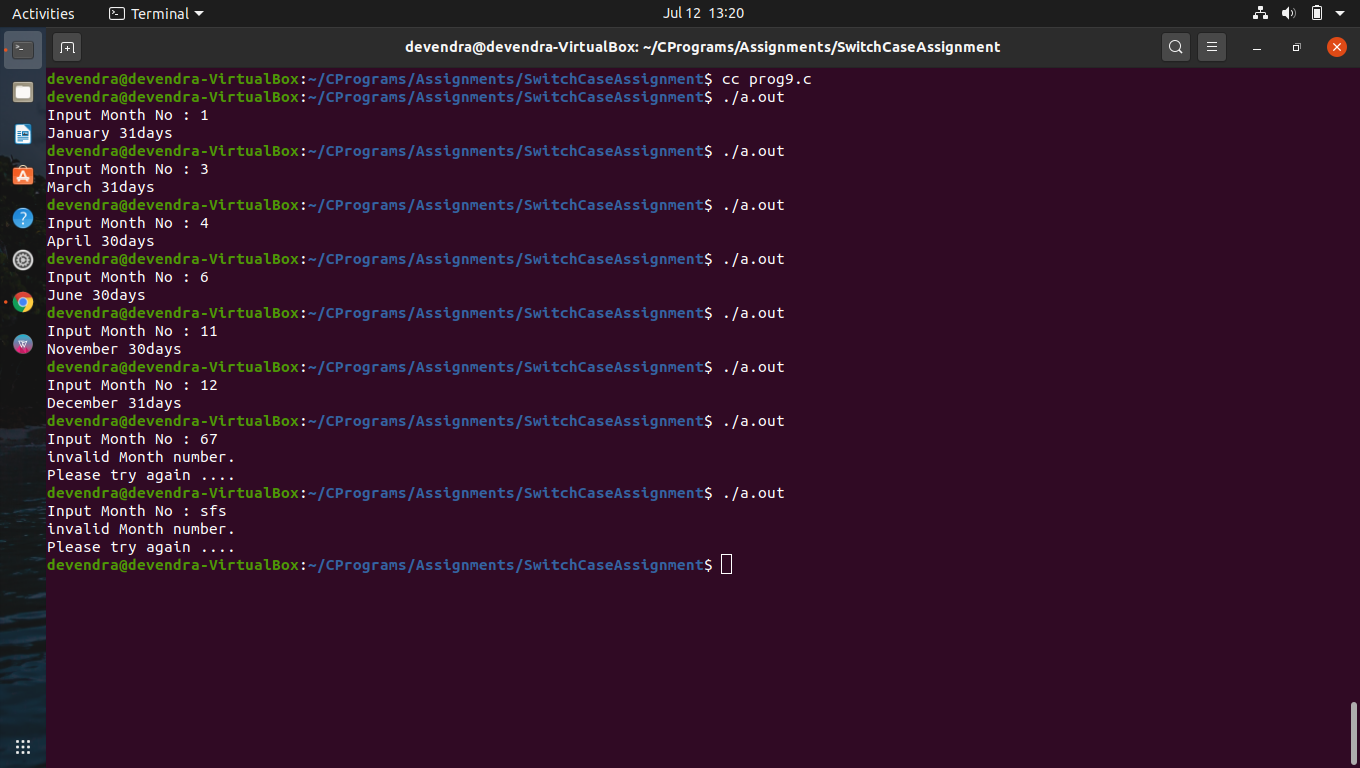 Activities Terminal Jul 12 13:20
devendra@devendra-VirtualBox: ~/CPrograms/Assignments/SwitchCaseAssignment
devendra@devendra-VirtualBox:~/CPrograms/Assignments/SwitchCaseAssignment$ cc prog9.c
devendra@devendra-VirtualBox:~/CPrograms/Assignments/SwitchCaseAssignment$ ./a.out
Input Month No : 1
January 31days
devendra@devendra-VirtualBox:~/CPrograms/Assignments/SwitchCaseAssignment$ ./a.out
Input Month No : 3
March 31days
devendra@devendra-VirtualBox:~/CPrograms/Assignments/SwitchCaseAssignment$ ./a.out
Input Month No : 4
April 30days
devendra@devendra-VirtualBox:~/CPrograms/Assignments/SwitchCaseAssignment$ ./a.out
Input Month No : 6
June 30days
devendra@devendra-VirtualBox:~/CPrograms/Assignments/SwitchCaseAssignment$ ./a.out
Input Month No : 11
November 30days
devendra@devendra-VirtualBox:~/CPrograms/Assignments/SwitchCaseAssignment$ ./a.out
Input Month No : 12
December 31days
devendra@devendra-VirtualBox:~/CPrograms/Assignments/SwitchCaseAssignment$ ./a.out
Input Month No : 67
invalid Month number.
Please try again ....
devendra@devendra-VirtualBox:~/CPrograms/Assignments/SwitchCaseAssignment$ ./a.out
Input Month No : sfs
invalid Month number.
Please try again ....
devendra@devendra-VirtualBox:~/CPrograms/Assignments/SwitchCaseAssignment$